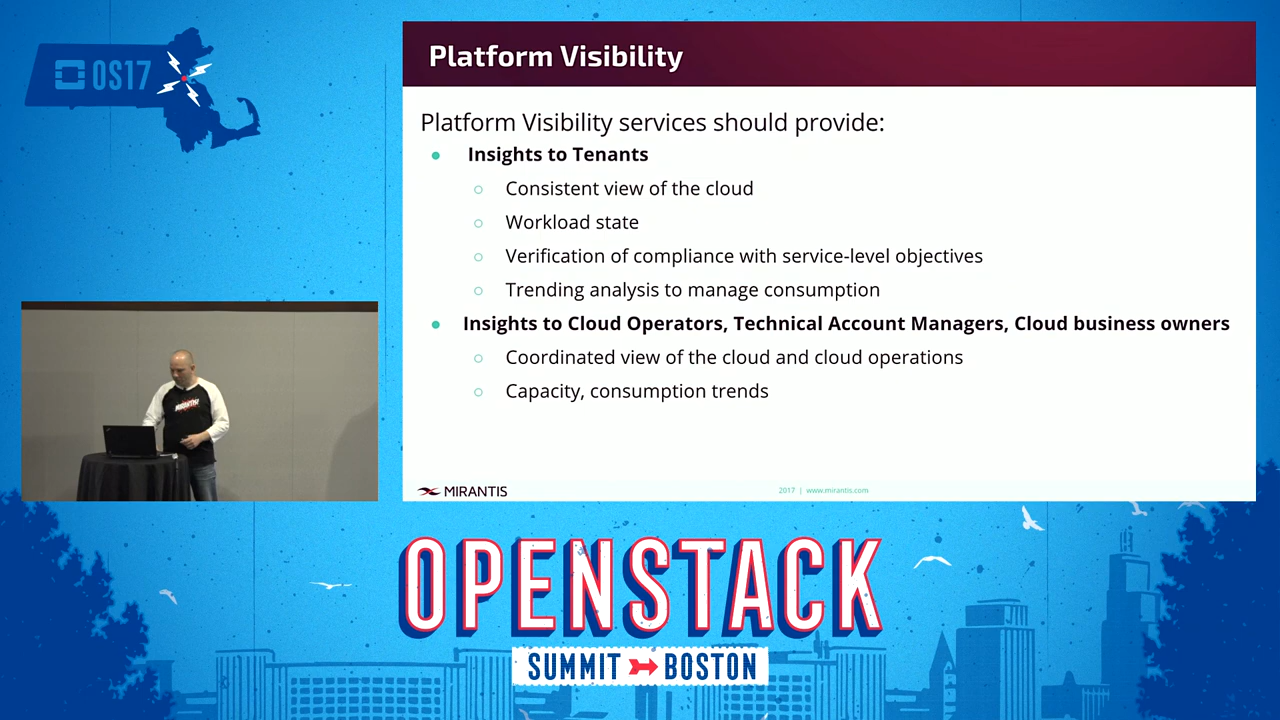 OS17
Platform Visibility
Platform Visibility services should provide:
Insights to Tenants
Consistent view of the cloud
Workload state
Verification of compliance with service-level objectives
Trending analysis to manage consumption
Insights to Cloud Operators, Technical Account Managers, Cloud business owners
Coordinated view of the cloud and cloud operations
Capacity, consumption trends
MIRANTIS
2017 | www.mirantis.com
OPENSTACK
SUMMIT BOSTON